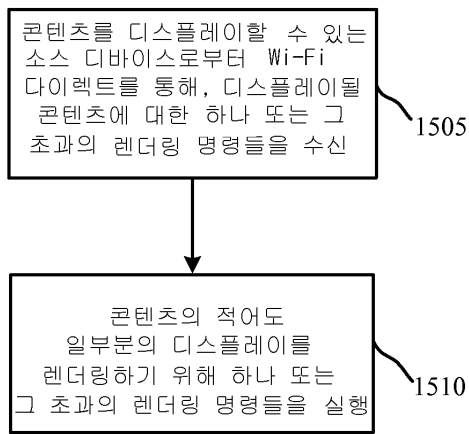 콘텐츠를 디스플레이할 수 있는
소스 디바이스로부터 Wi-Fi
다이렉트를 통해, 디스플레이될
콘텐츠에 대한 하나 또는 그
초과의 렌더링 명령들을 수신
1505
콘텐츠의 적어도
일부분의 디스플레이를
렌더링하기 위해 하나 또는
그 초과의 렌더링 명령들을 실행
1510